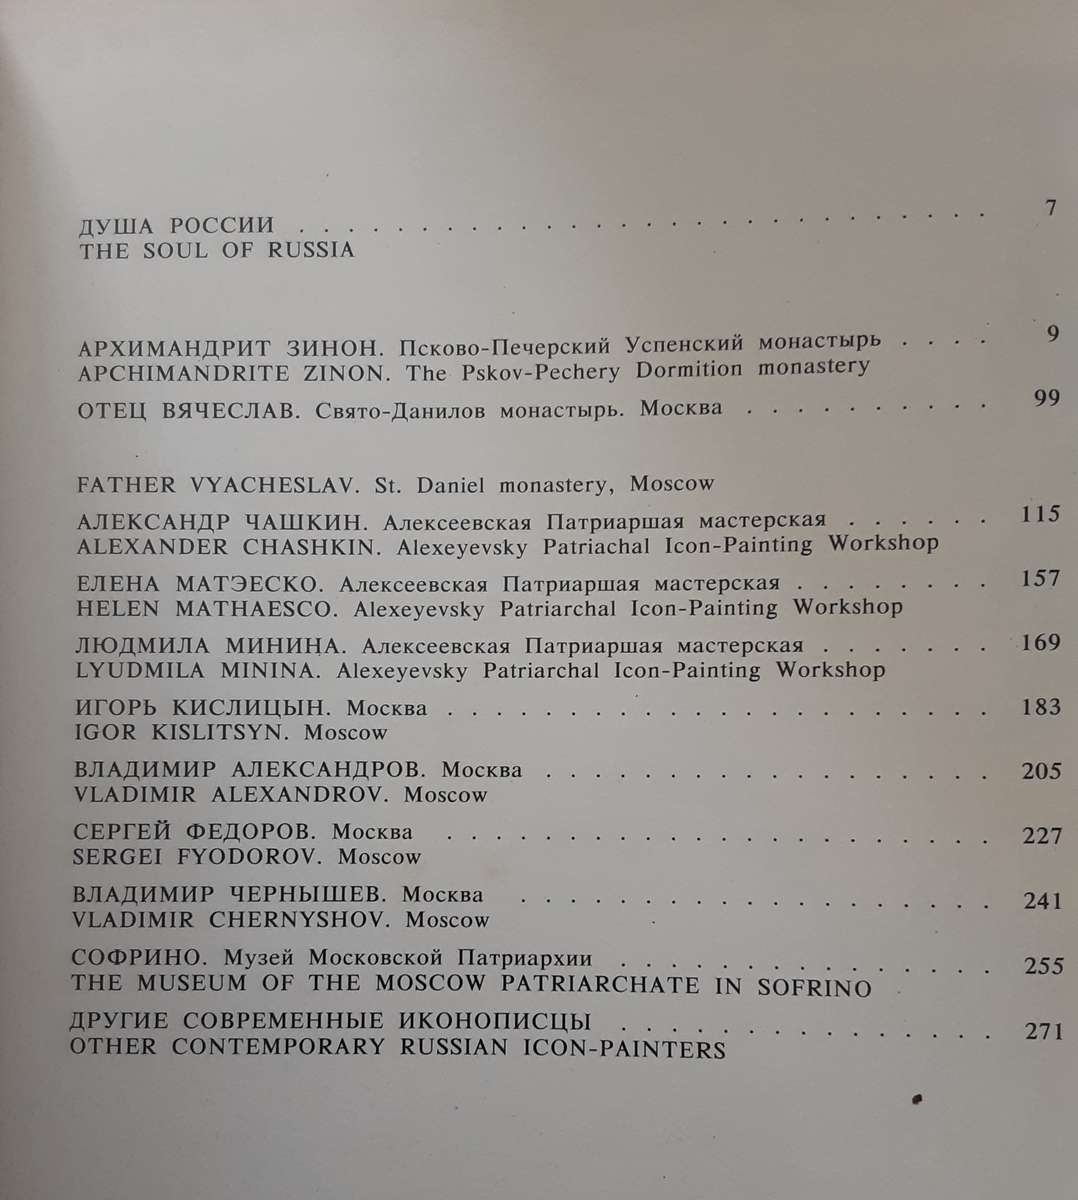 ДУША РОССИИ . . . . . . . . . . . . . . . . . . . . . . . . . . . . . 7
THE SOUL OF RUSSIA
АРХИМАНДРИТ ЗИНОН. Псково-Печерский Успенский монастырь . . . . 9
APCHIMANDRITE ZINON. The Pskov-Pechery Dormition monastery
ОТЕЦ ВЯЧЕСЛАВ. Свято-Данилов монастырь. Москва . . . . . . . . . . 99
FATHER VYACHESLAV. St. Daniel monastery, Moscow
АЛЕКСАНДР ЧАШКИН. Алексеевская Патриаршая мастерская . . . . . . 115
ALEXANDER CHASHKIN. Alexeyevsky Patriachal Icon-Painting Workshop
ЕЛЕНА МАТЭЕСКО. Алексеевская Патриаршая мастерская . . . . . . . . 157
HELEN MATHAESCO. Alexeyevsky Patriarchal Icon-Painting Workshop
ЛЮДМИЛА МИНИНА. Алексеевская Патриаршая мастерская . . . . . . . 169
LYUDMILA MININA. Alexeyevsky Patriarchal Icon-Painting Workshop
ИГОРЬ КИСЛИЦЫН. Москва . . . . . . . . . . . . . . . . . . . . . . . 183
IGOR KISLITSYN. Moscow
ВЛАДИМИР АЛЕКСАНДРОВ. Москва . . . . . . . . . . . . . . . . . . . 205
VLADIMIR ALEXANDROV. Moscow
СЕРГЕЙ ФЕДОРОВ. Москва . . . . . . . . . . . . . . . . . . . . . . . 227
SERGEI FYODOROV. Moscow
ВЛАДИМИР ЧЕРНЫШЕВ. Москва . . . . . . . . . . . . . . . . . . . . 241
VLADIMIR CHERNYSHOV. Moscow
СОФРИНО. Музей Московской Патриархии . . . . . . . . . . . . . . . 255
THE MUSEUM OF THE MOSCOW PATRIARCHATE IN SOFRINO
ДРУГИЕ СОВРЕМЕННЫЕ ИКОНОПИСЦЫ . . . . . . . . . . . . . . . . 271
OTHER CONTEMPORARY RUSSIAN ICON-PAINTERS